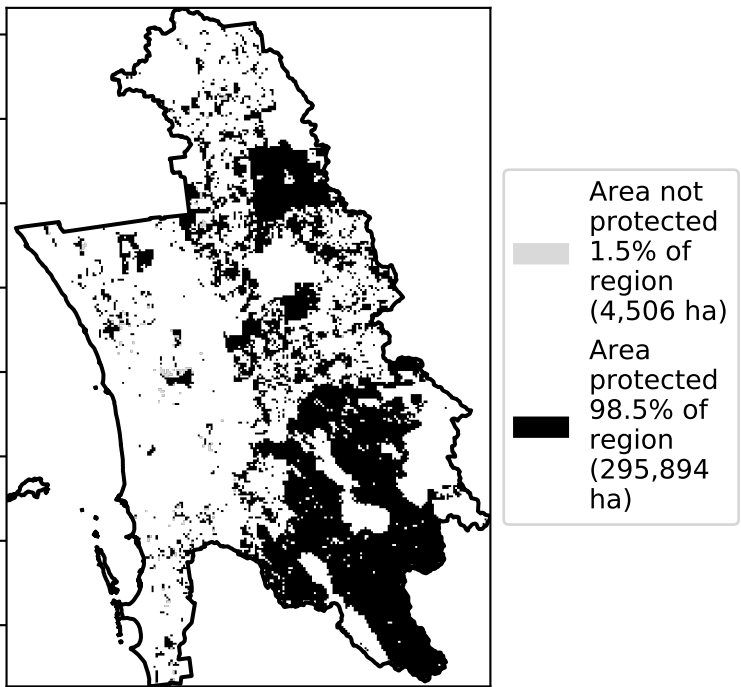 Area not
protected
1.5% of
region
(4,506 ha)
Area
protected
98.5% of
region
(295,894
ha)